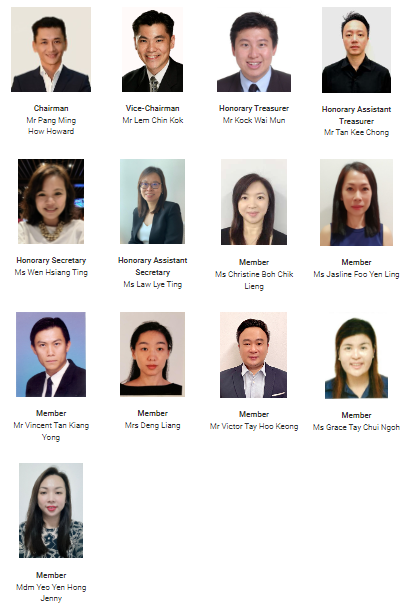 Chairman
Mr Pang Ming
How Howard
Vice-Chairman
Mr Lem Chin Kok
Honorary Treasurer
Mr Kock Wai Mun
Honorary Assistant
Treasurer
Mr Tan Kee Chong
Honorary Secretary
Ms Wen Hsiang Ting
Honorary Assistant
Secretary
Ms Law Lye Ting
Member
Ms Christine Boh Chik
Lieng
Member
Ms Jasline Foo Yen Ling
Member
Mr Vincent Tan Kiang
Yong
Member
Mrs Deng Liang
Member
Mr Victor Tay Hoo Keong
Member
Ms Grace Tay Chui Ngoh
Member
Mdm Yeo Yen Hong
Jenny